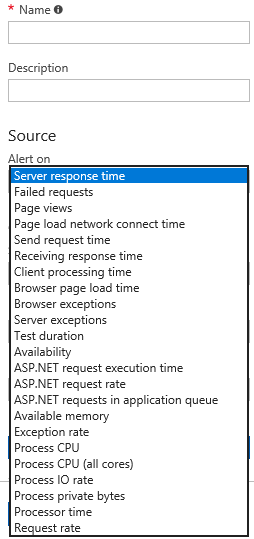 * Name
Description
Source
Alert on
Server response time
Failed requests
Page views
Page load network connect time
Send request time
Receiving response time
Client processing time
Browser page load time
Browser exceptions
Server exceptions
Test duration
Availability
ASP.NET request execution time
ASP.NET request rate
ASP.NET requests in application queue
Available memory
Exception rate
Process CPU
Process CPU (all cores)
Process IO rate
Process private bytes
Processor time
Request rate